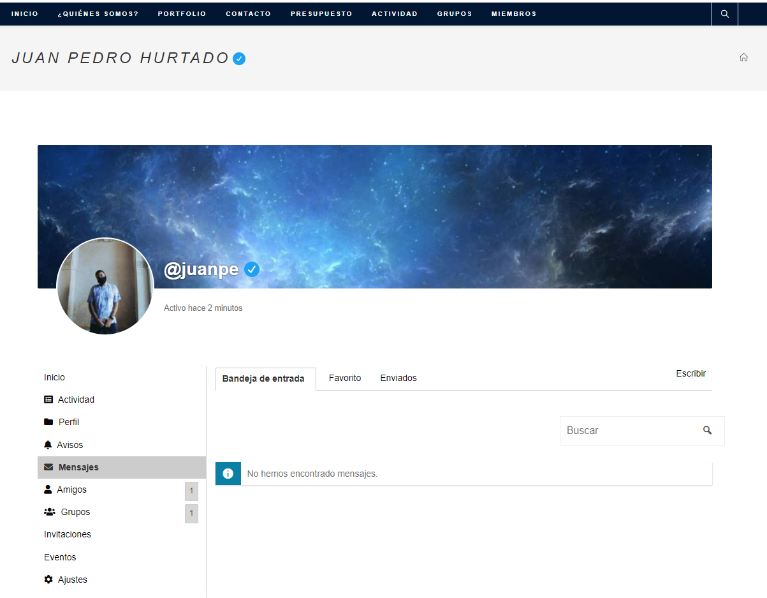 INICIO ¿QUIÉNES SOMOS? PORTFOLIO CONTACTO PRESUPUESTO ACTIVIDAD GRUPOS MIEMBROS
JUAN PEDRO HURTADO
@juanpe
Activo hace 2 minutos
Inicio
Actividad
Perfil
Avisos
Mensajes
Amigos 1
Grupos 1
Invitaciones
Eventos
Ajustes
Bandeja de entrada Favorito Enviados Escribir
Buscar
No hemos encontrado mensajes.